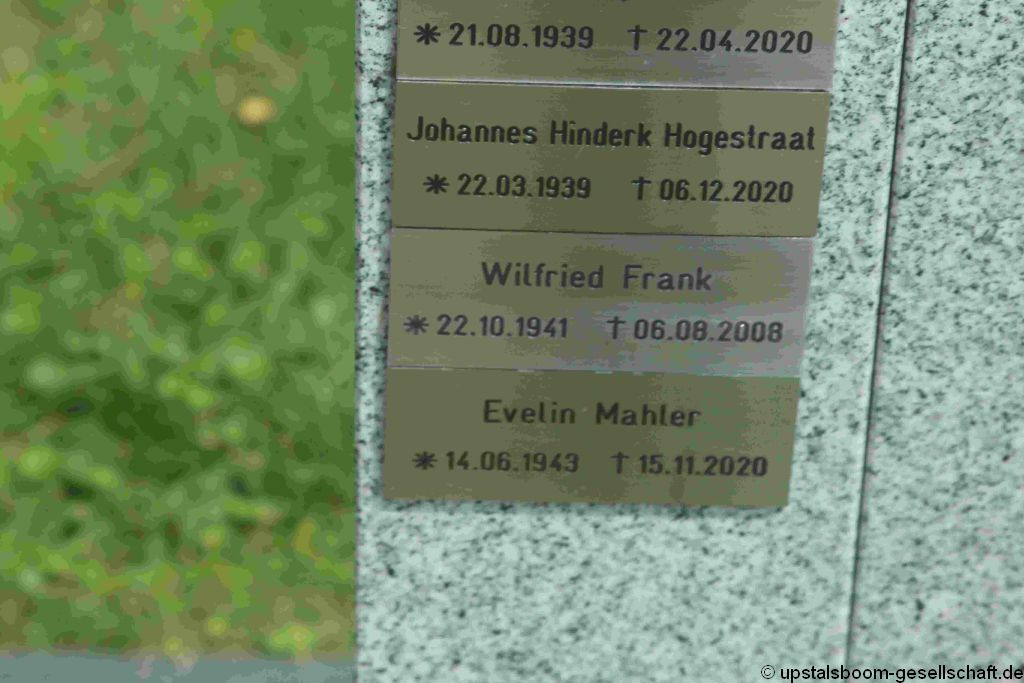 * 21.08.1939 † 22.04.2020
Johannes Hinderk Hogestraat
* 22.03.1939 † 06.12.2020
Wilfried Frank
* 22.10.1941 † 06.08.2008
Evelin Mahler
* 14.06.1943 † 15.11.2020
© upstalsboom-gesellschaft.de